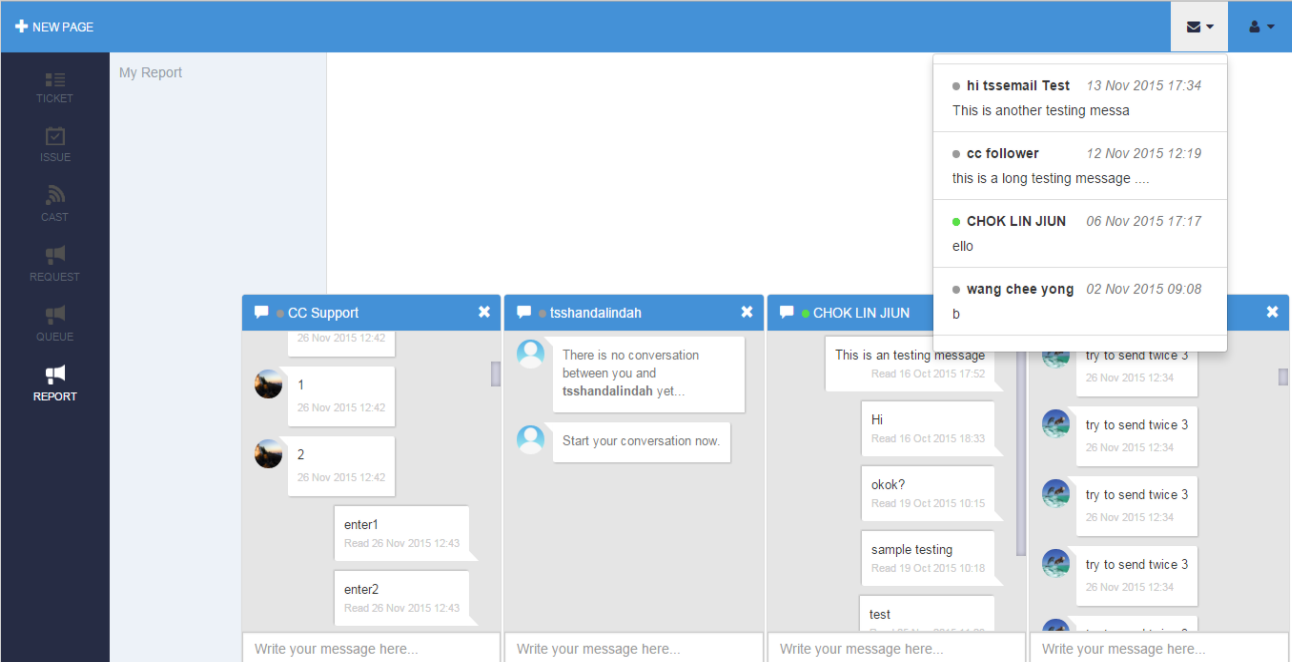 NEW PAGE
TICKET
ISSUE
CAST
REQUEST
QUEUE
REPORT
My Report
hi tssemail Test 13 Nov 2015 17:34
This is another testing messa
cc follower 12 Nov 2015 12:19
this is a long testing message ....
CHOK LIN JIUN 06 Nov 2015 17:17
ello
wang chee yong 02 Nov 2015 09:08
b
CC Support
26 Nov 2015 12:42
1
26 Nov 2015 12:42
2
26 Nov 2015 12:42
enter1
Read 26 Nov 2015 12:43
enter2
Read 26 Nov 2015 12:43
Write your message here...
tsshandalindah
There is no conversation
between you and
tsshandalindah yet...
Start your conversation now.
Write your message here...
CHOK LIN JIUN
This is an testing message
Read 16 Oct 2015 17:52
Hi
Read 16 Oct 2015 18:33
okok?
Read 19 Oct 2015 10:15
sample testing
Read 19 Oct 2015 10:18
test
Write your message here...
try to send twice 3
26 Nov 2015 12:34
try to send twice 3
26 Nov 2015 12:34
try to send twice 3
26 Nov 2015 12:34
try to send twice 3
26 Nov 2015 12:34
Write your message here...